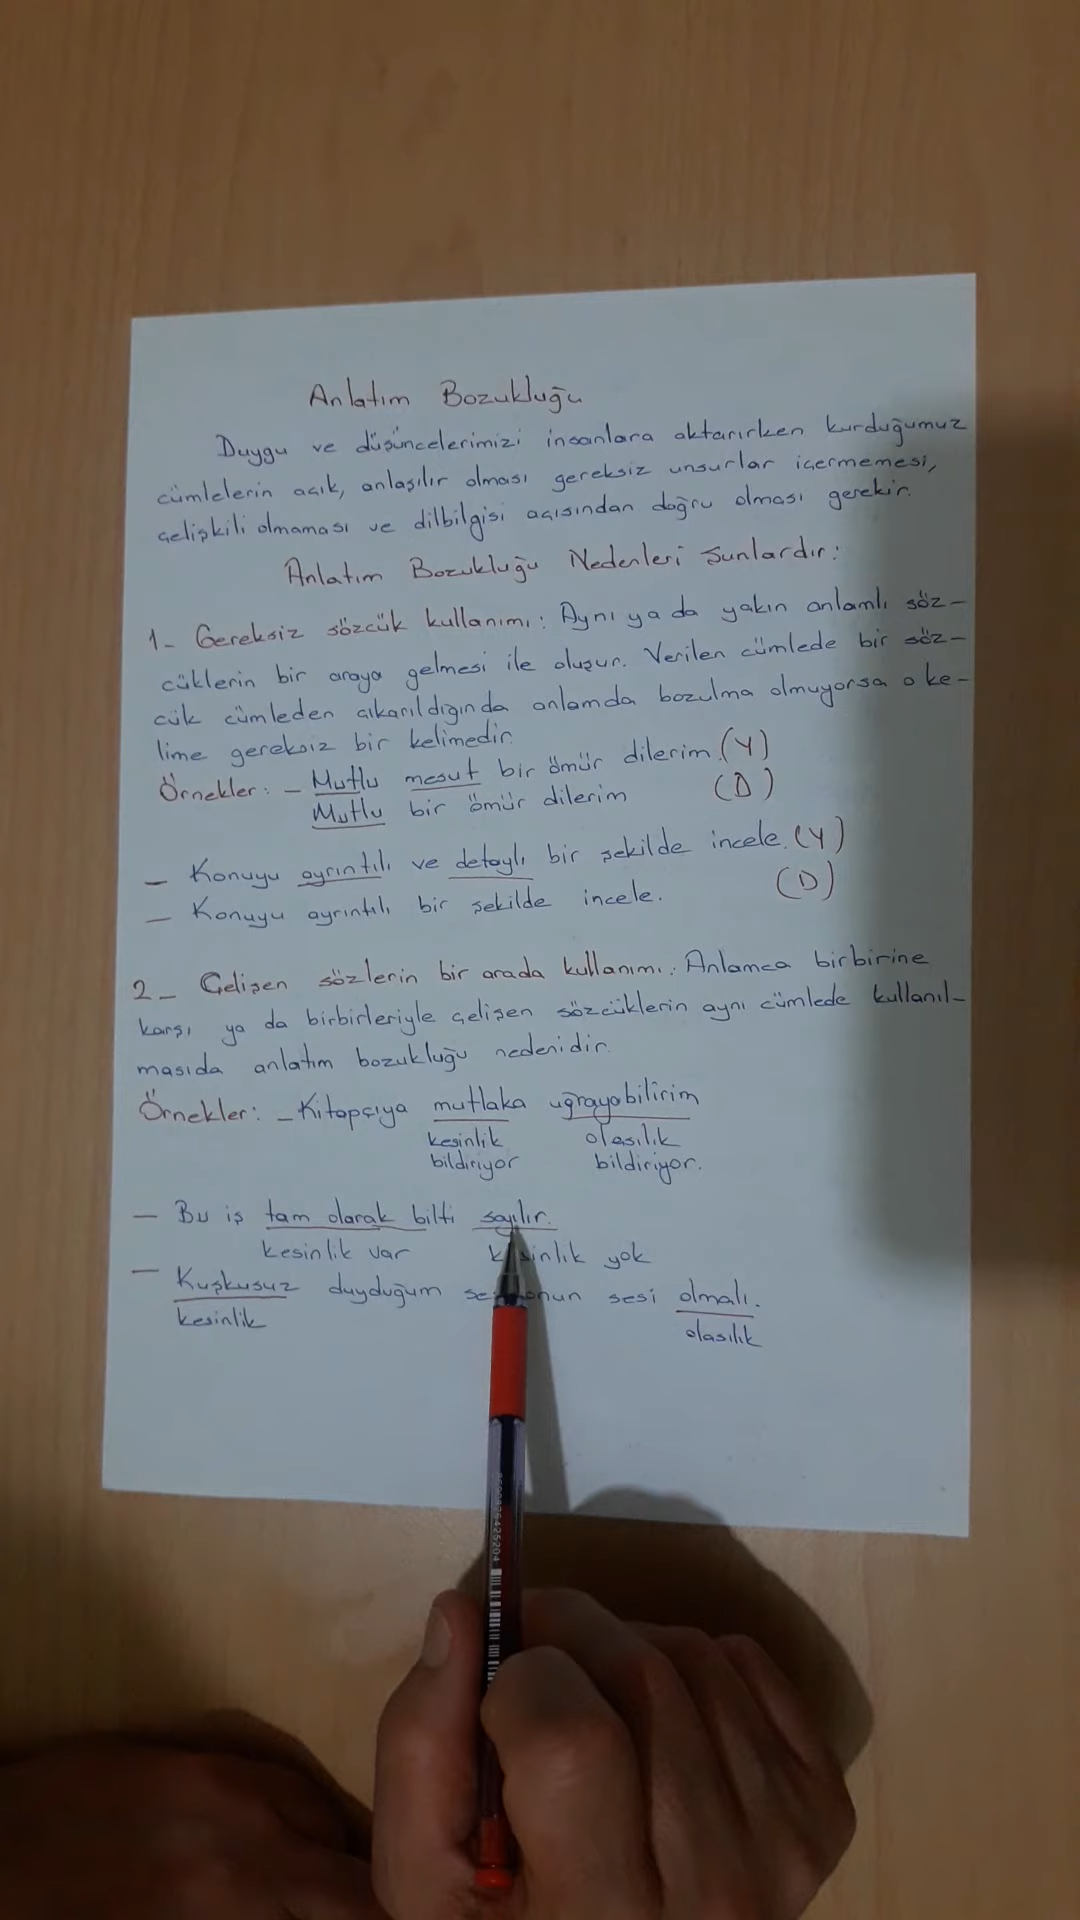 Anlatım Bozukluğu
Duygu ve düşüncelerimizi insanlara aktarırken kurduğumuz
cümlelerin açık, anlaşılır olması gereksiz unsurlar içermemesi,
çelişkili olmaması ve dilbilgisi açısından doğru olması gerekir.
Anlatım Bozukluğu Nedenleri Şunlardır:
1- Gereksiz sözcük kullanımı: Aynı ya da yakın anlamlı söz-
cüklerin bir araya gelmesi ile oluşur. Verilen cümlede bir söz-
cük cümleden çıkarıldığında anlamda bozulma olmuyorsa o ke-
lime gereksiz bir kelimedir.
Örnekler: - Mutlu mesut bir ömür dilerim. (Y)
Mutlu bir ömür dilerim (D)
- Konuyu ayrıntılı ve detaylı bir şekilde incele. (Y)
- Konuyu ayrıntılı bir şekilde incele. (D)
2- Çelişen sözlerin bir arada kullanımı: Anlamca birbirine
karşı ya da birbirleriyle çelişen sözcüklerin aynı cümlede kullanıl-
masıda anlatım bozukluğu nedenidir.
Örnekler: - Kitapçıya mutlaka uğrayabilirim
kesinlik olasılık
bildiriyor bildiriyor.
- Bu iş tam olarak bitti sayılır.
kesinlik var kesinlik yok
- Kuşkusuz duyduğum ses onun sesi olmalı.
kesinlik olasılık